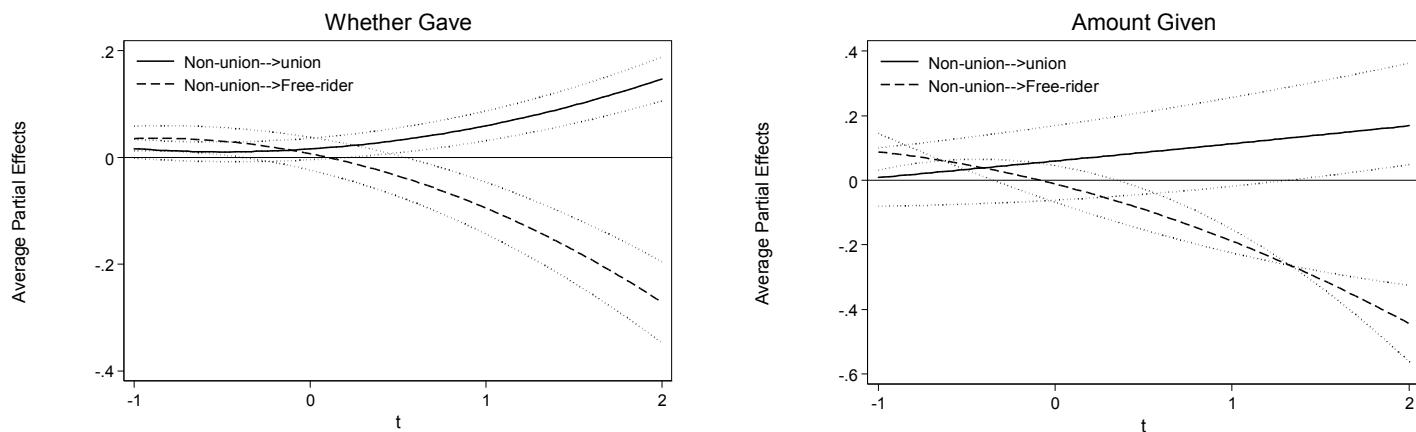 Whether Gave
Non-union-->union
Non-union-->Free-rider
Average Partial Effects
.2
0
-.2
-.4
-1
0
1
2
t
Amount Given
Non-union-->union
Non-union-->Free-rider
Average Partial Effects
.4
.2
0
-.2
-.4
-.6
-1
0
1
2
t